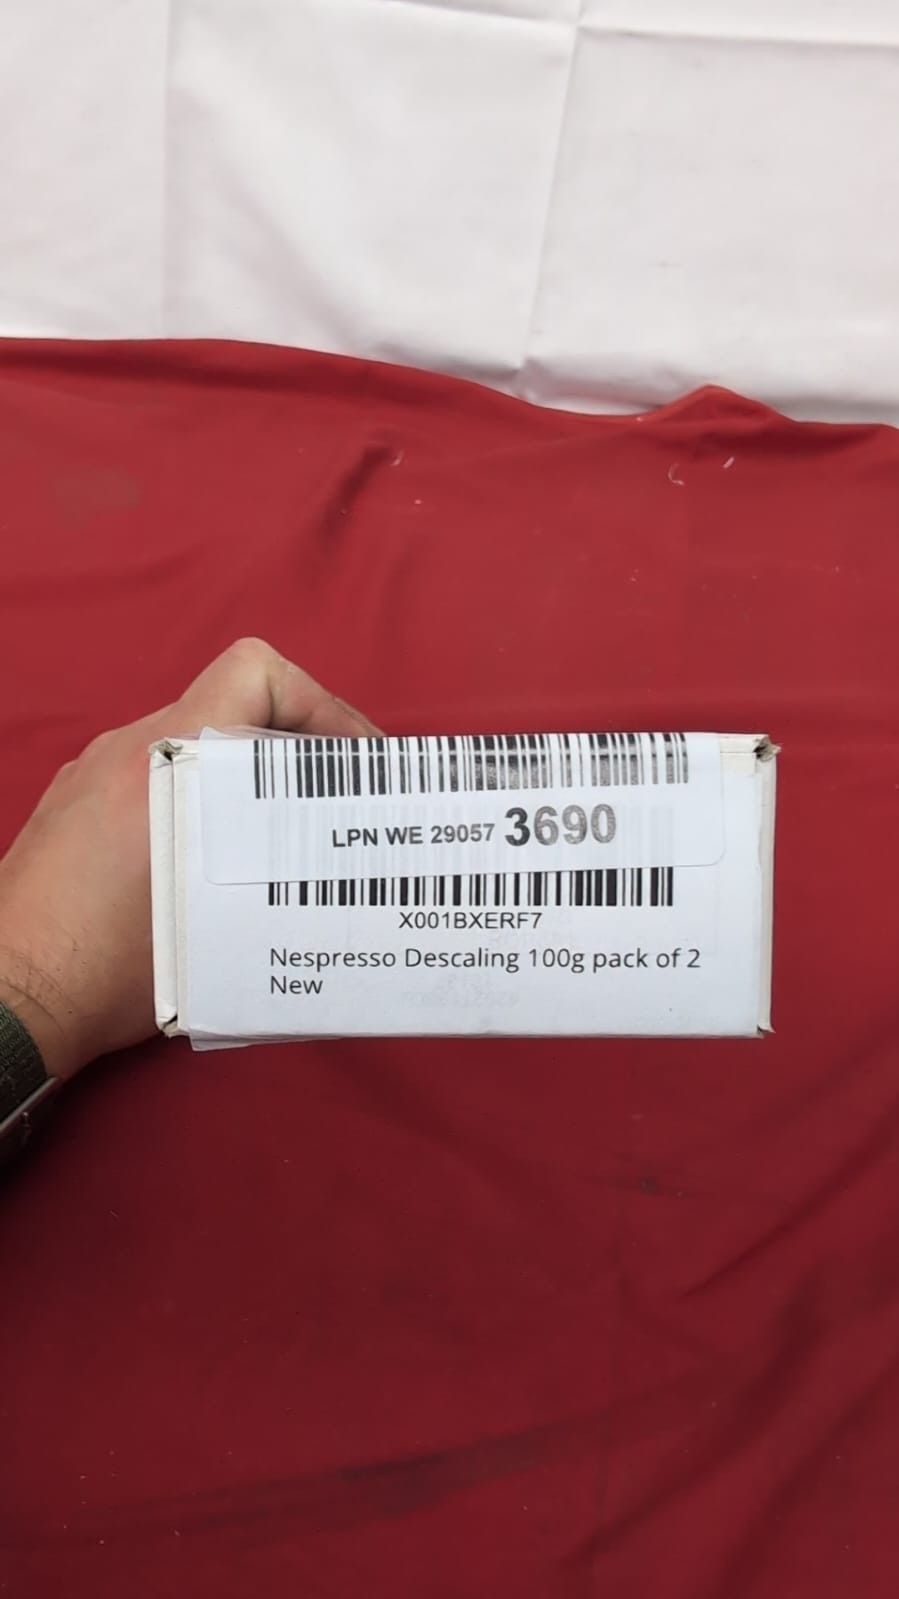 LPN WE 29057 3690
X001BXERF7
Nespresso Descaling 100g pack of 2
New